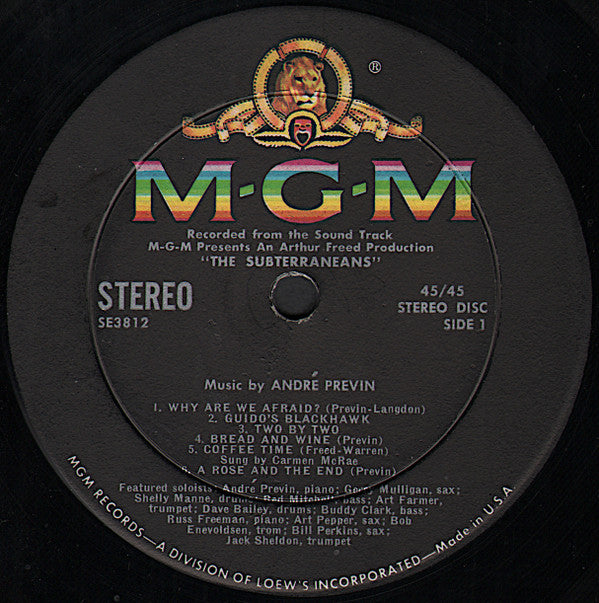 ®
M-G-M
Recorded from the Sound Track
M-G-M Presents An Arthur Freed Production
"THE SUBTERRANEANS"
STEREO
SE3812
45/45
STEREO DISC
SIDE 1
Music by ANDRÉ PREVIN
1. WHY ARE WE AFRAID? (Previn-Langdon)
2. GUIDO'S BLACKHAWK
3. TWO BY TWO
4. BREAD AND WINE (Previn)
5. COFFEE TIME (Freed-Warren)
Sung by Carmen McRae
6. A ROSE AND THE END (Previn)
Featured soloists: Andre Previn, piano; Gerry Mulligan, sax;
Shelly Manne, drums; Red Mitchell, bass; Art Farmer,
trumpet; Dave Bailey, drums; Buddy Clark, bass;
Russ Freeman, piano; Art Pepper, sax; Bob
Enevoldsen, trom; Bill Perkins, sax;
Jack Sheldon, trumpet
MGM RECORDS—A DIVISION OF LOEW'S INCORPORATED—Made in U.S.A.